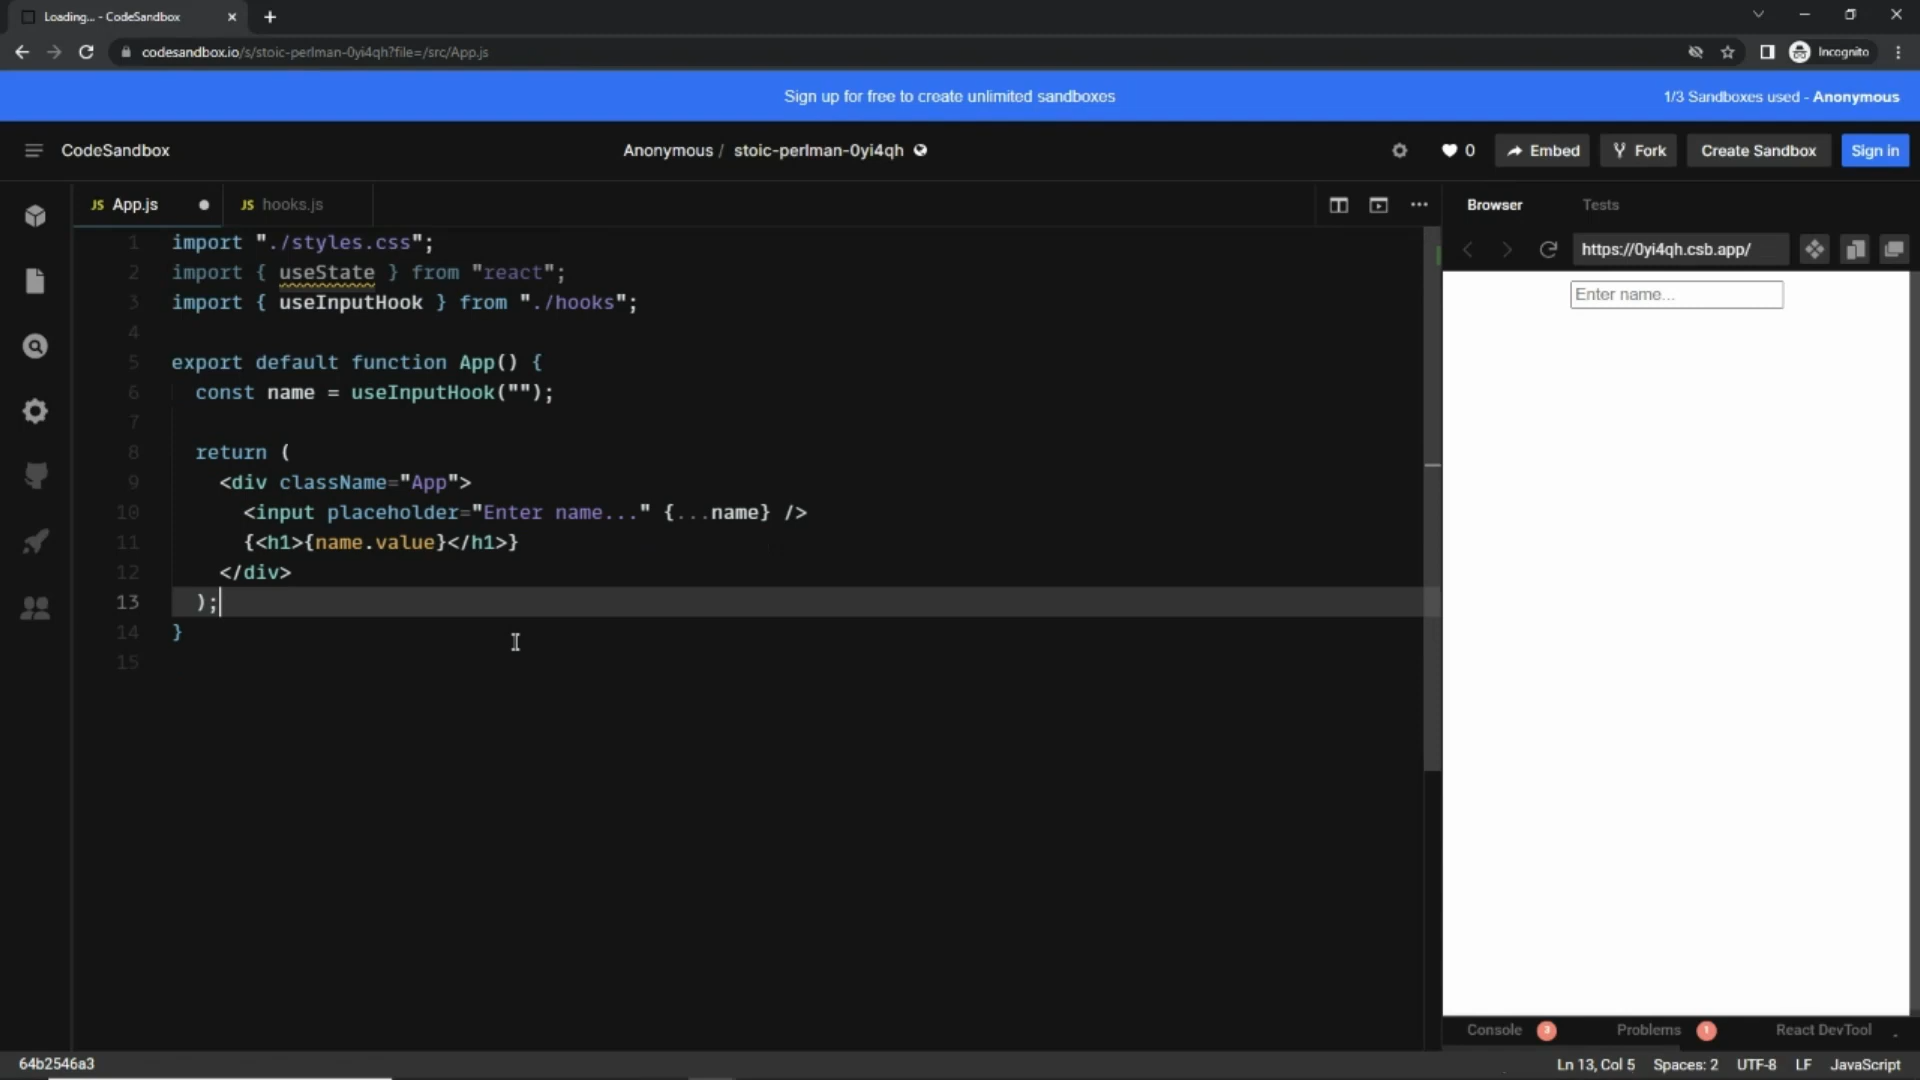 Loading... - CodeSandbox
codesandbox.io/s/stoic-perlman-0yi4qh?file=/src/App.js
Incognito
Sign up for free to create unlimited sandboxes
1/3 Sandboxes used - Anonymous
CodeSandbox
Anonymous / stoic-perlman-0yi4qh
0
Embed
Fork
Create Sandbox
Sign in
JS App.js
JS hooks.js
Browser
Tests
https://0yi4qh.csb.app/
Enter name...
1 import "./styles.css";
2 import { useState } from "react";
3 import { useInputHook } from "./hooks";
4
5 export default function App() {
6 const name = useInputHook("");
7
8 return (
9 <div className="App">
10 <input placeholder="Enter name..." {...name} />
11 {<h1>{name.value}</h1>}
12 </div>
13 );
14 }
15
Console 3
Problems 1
React DevTool
64b2546a3
Ln 13, Col 5
Spaces: 2
UTF-8
LF
JavaScript